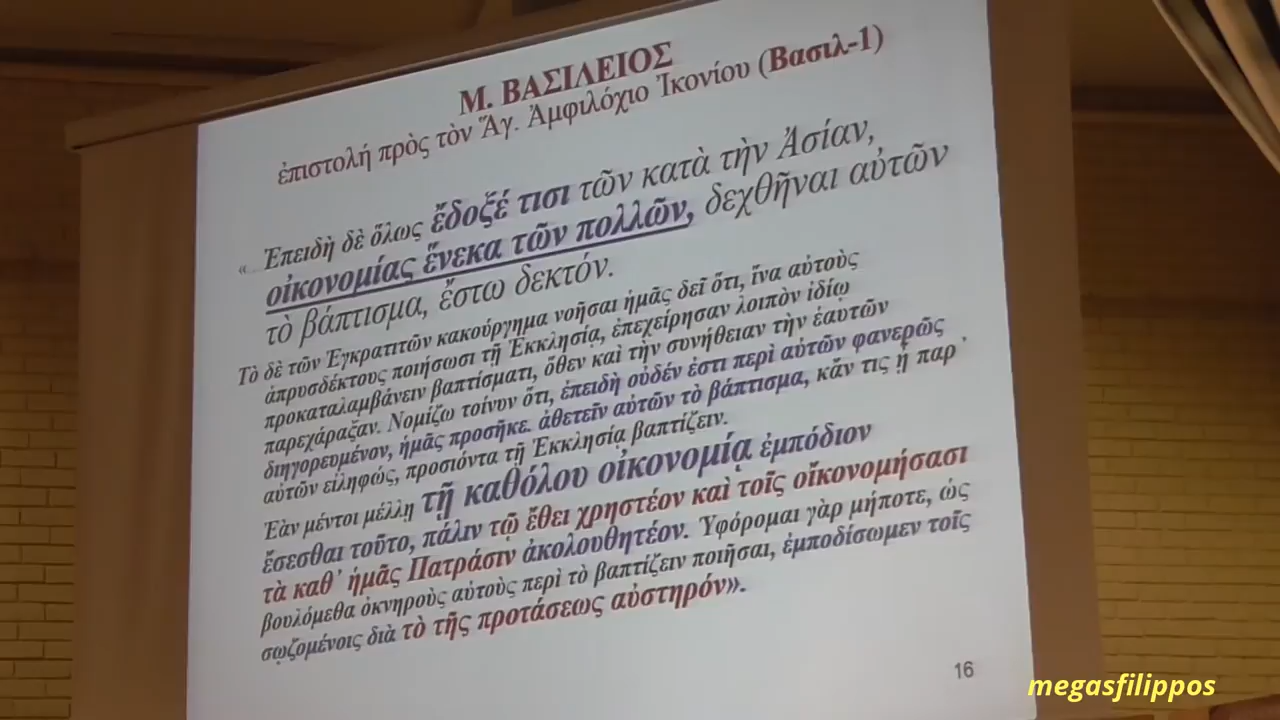 Μ. ΒΑΣΙΛΕΙΟΣ
ἐπιστολή πρὸς τὸν Ἅγ. Ἀμφιλόχιο Ἰκονίου (Βασιλ-1)
«... Ἐπειδὴ δὲ ὅλως ἔδοξέ τισι τῶν κατὰ τὴν Ἀσίαν,
οἰκονομίας ἕνεκα τῶν πολλῶν, δεχθῆναι αὐτῶν
τὸ βάπτισμα, ἔστω δεκτόν.
Τὸ δὲ τῶν Ἐγκρατιτῶν κακούργημα νοῆσαι ἡμᾶς δεῖ ὅτι, ἵνα αὐτοὺς
ἀπρυσδέκτους ποιήσωσι τῇ Ἐκκλησίᾳ, ἐπεχείρησαν λοιπὸν ἰδίῳ
προκαταλαμβάνειν βαπτίσματι, ὅθεν καὶ τὴν συνήθειαν τὴν ἑαυτῶν
παρεχάραξαν. Νομίζω τοίνυν ὅτι, ἐπειδὴ οὐδέν ἐστι περὶ αὐτῶν φανερῶς
διηγορευμένον, ἡμᾶς προσῆκε. ἀθετεῖν αὐτῶν τὸ βάπτισμα, κἄν τις ᾖ παρ᾿
αὐτῶν εἰληφώς, προσιόντα τῇ Ἐκκλησίᾳ βαπτίζειν.
Ἐὰν μέντοι μέλλῃ τῇ καθόλου οἰκονομίᾳ ἐμπόδιον
ἔσεσθαι τοῦτο, πάλιν τῷ ἔθει χρηστέον καὶ τοῖς οἰκονομήσασι
τὰ καθ᾿ ἡμᾶς Πατράσιν ἀκολουθητέον. Ὑφόρομαι γὰρ μήποτε, ὡς
βουλόμεθα ὀκνηροὺς αὐτοὺς περὶ τὸ βαπτίζειν ποιῆσαι, ἐμποδίσωμεν τοῖς
σῳζομένοις διὰ τὸ τῆς προτάσεως αὐστηρόν».
16
megasfilippos